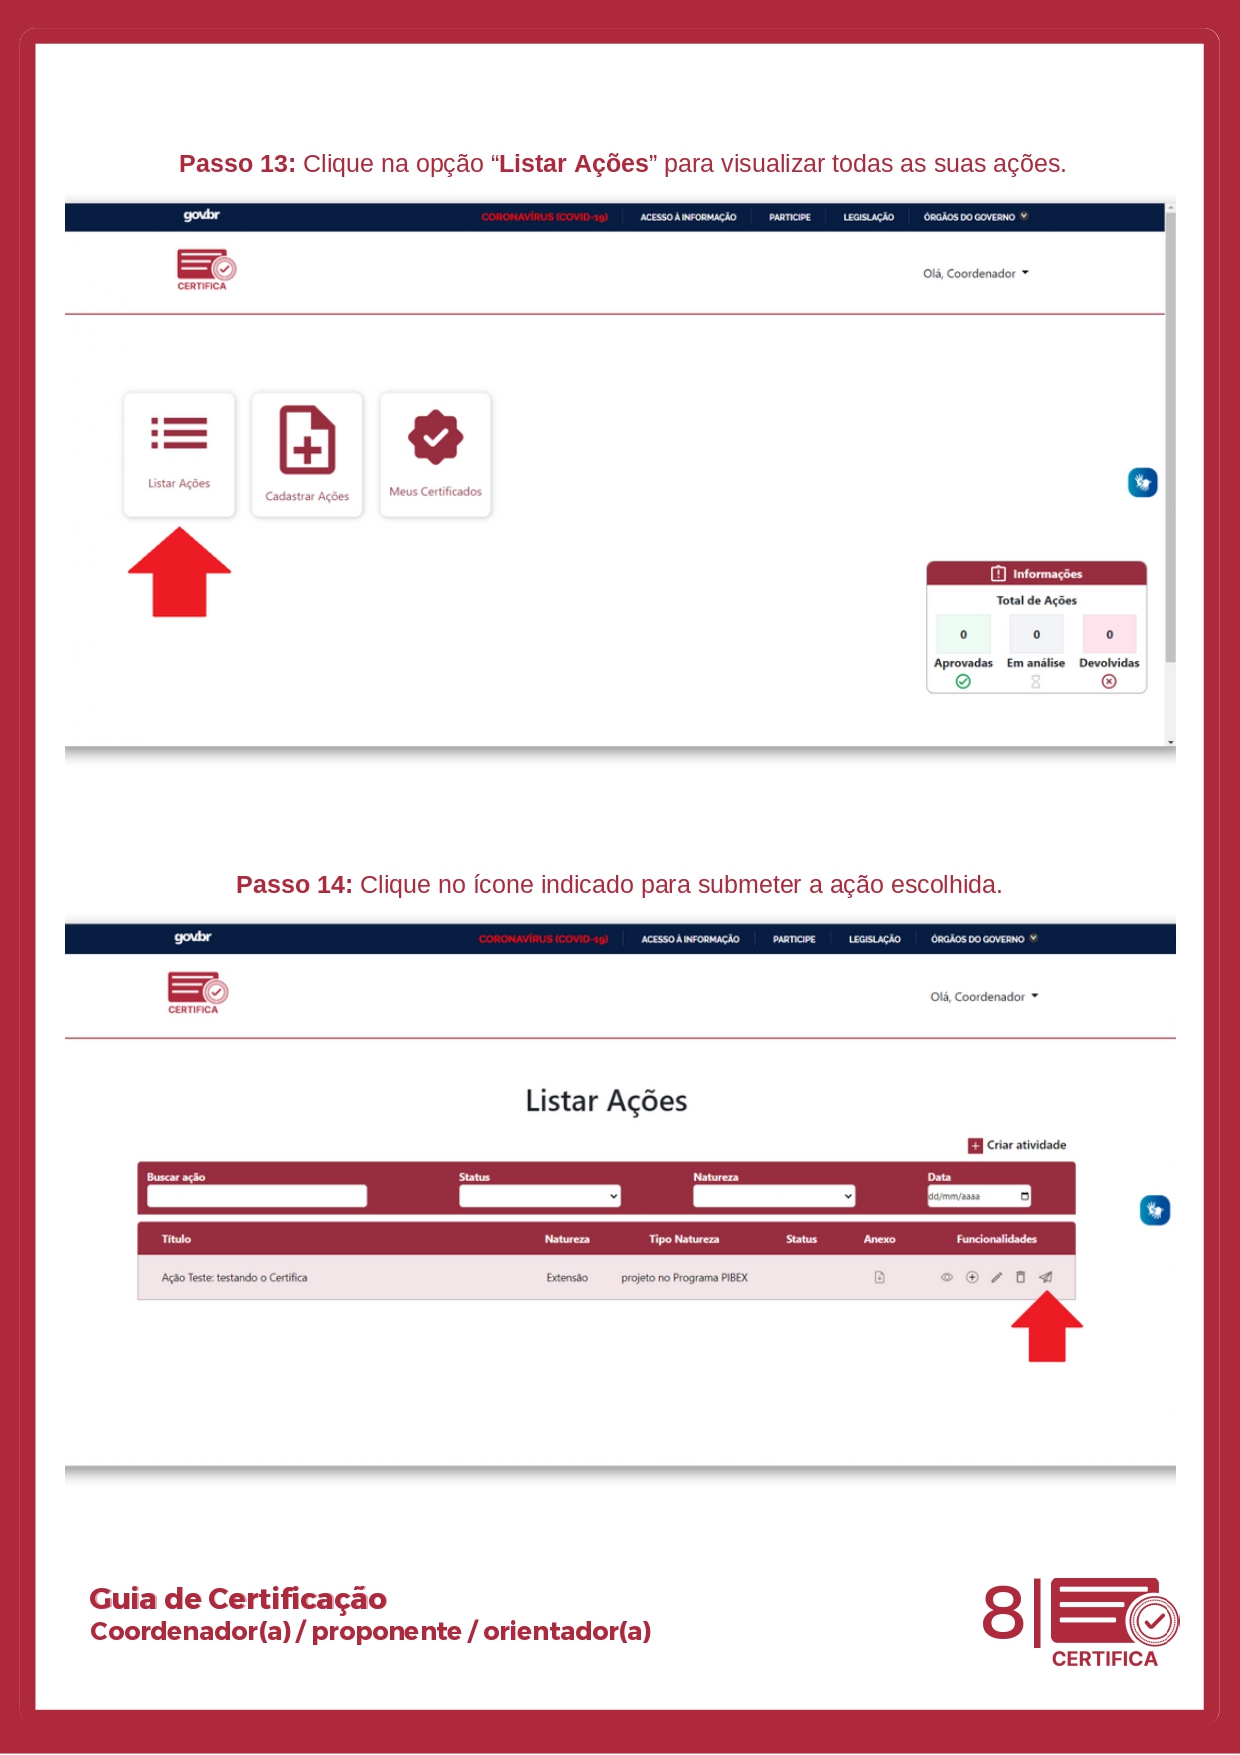 Passo 13: Clique na opção “Listar Ações” para visualizar todas as suas ações.
gov.br CORONAVÍRUS (COVID-19) ACESSO À INFORMAÇÃO PARTICIPE LEGISLAÇÃO ÓRGÃOS DO GOVERNO
CERTIFICA
Olá, Coordenador
Listar Ações Cadastrar Ações Meus Certificados
Informações
Total de Ações
0 0 0
Aprovadas Em análise Devolvidas
Passo 14: Clique no ícone indicado para submeter a ação escolhida.
gov.br CORONAVÍRUS (COVID-19) ACESSO À INFORMAÇÃO PARTICIPE LEGISLAÇÃO ÓRGÃOS DO GOVERNO
CERTIFICA
Olá, Coordenador
Listar Ações
Criar atividade
Buscar ação Status Natureza Data
dd/mm/aaaa
Título Natureza Tipo Natureza Status Anexo Funcionalidades
Ação Teste: testando o Certifica Extensão projeto no Programa PIBEX
Guia de Certificação
Coordenador(a) / proponente / orientador(a)
8
CERTIFICA